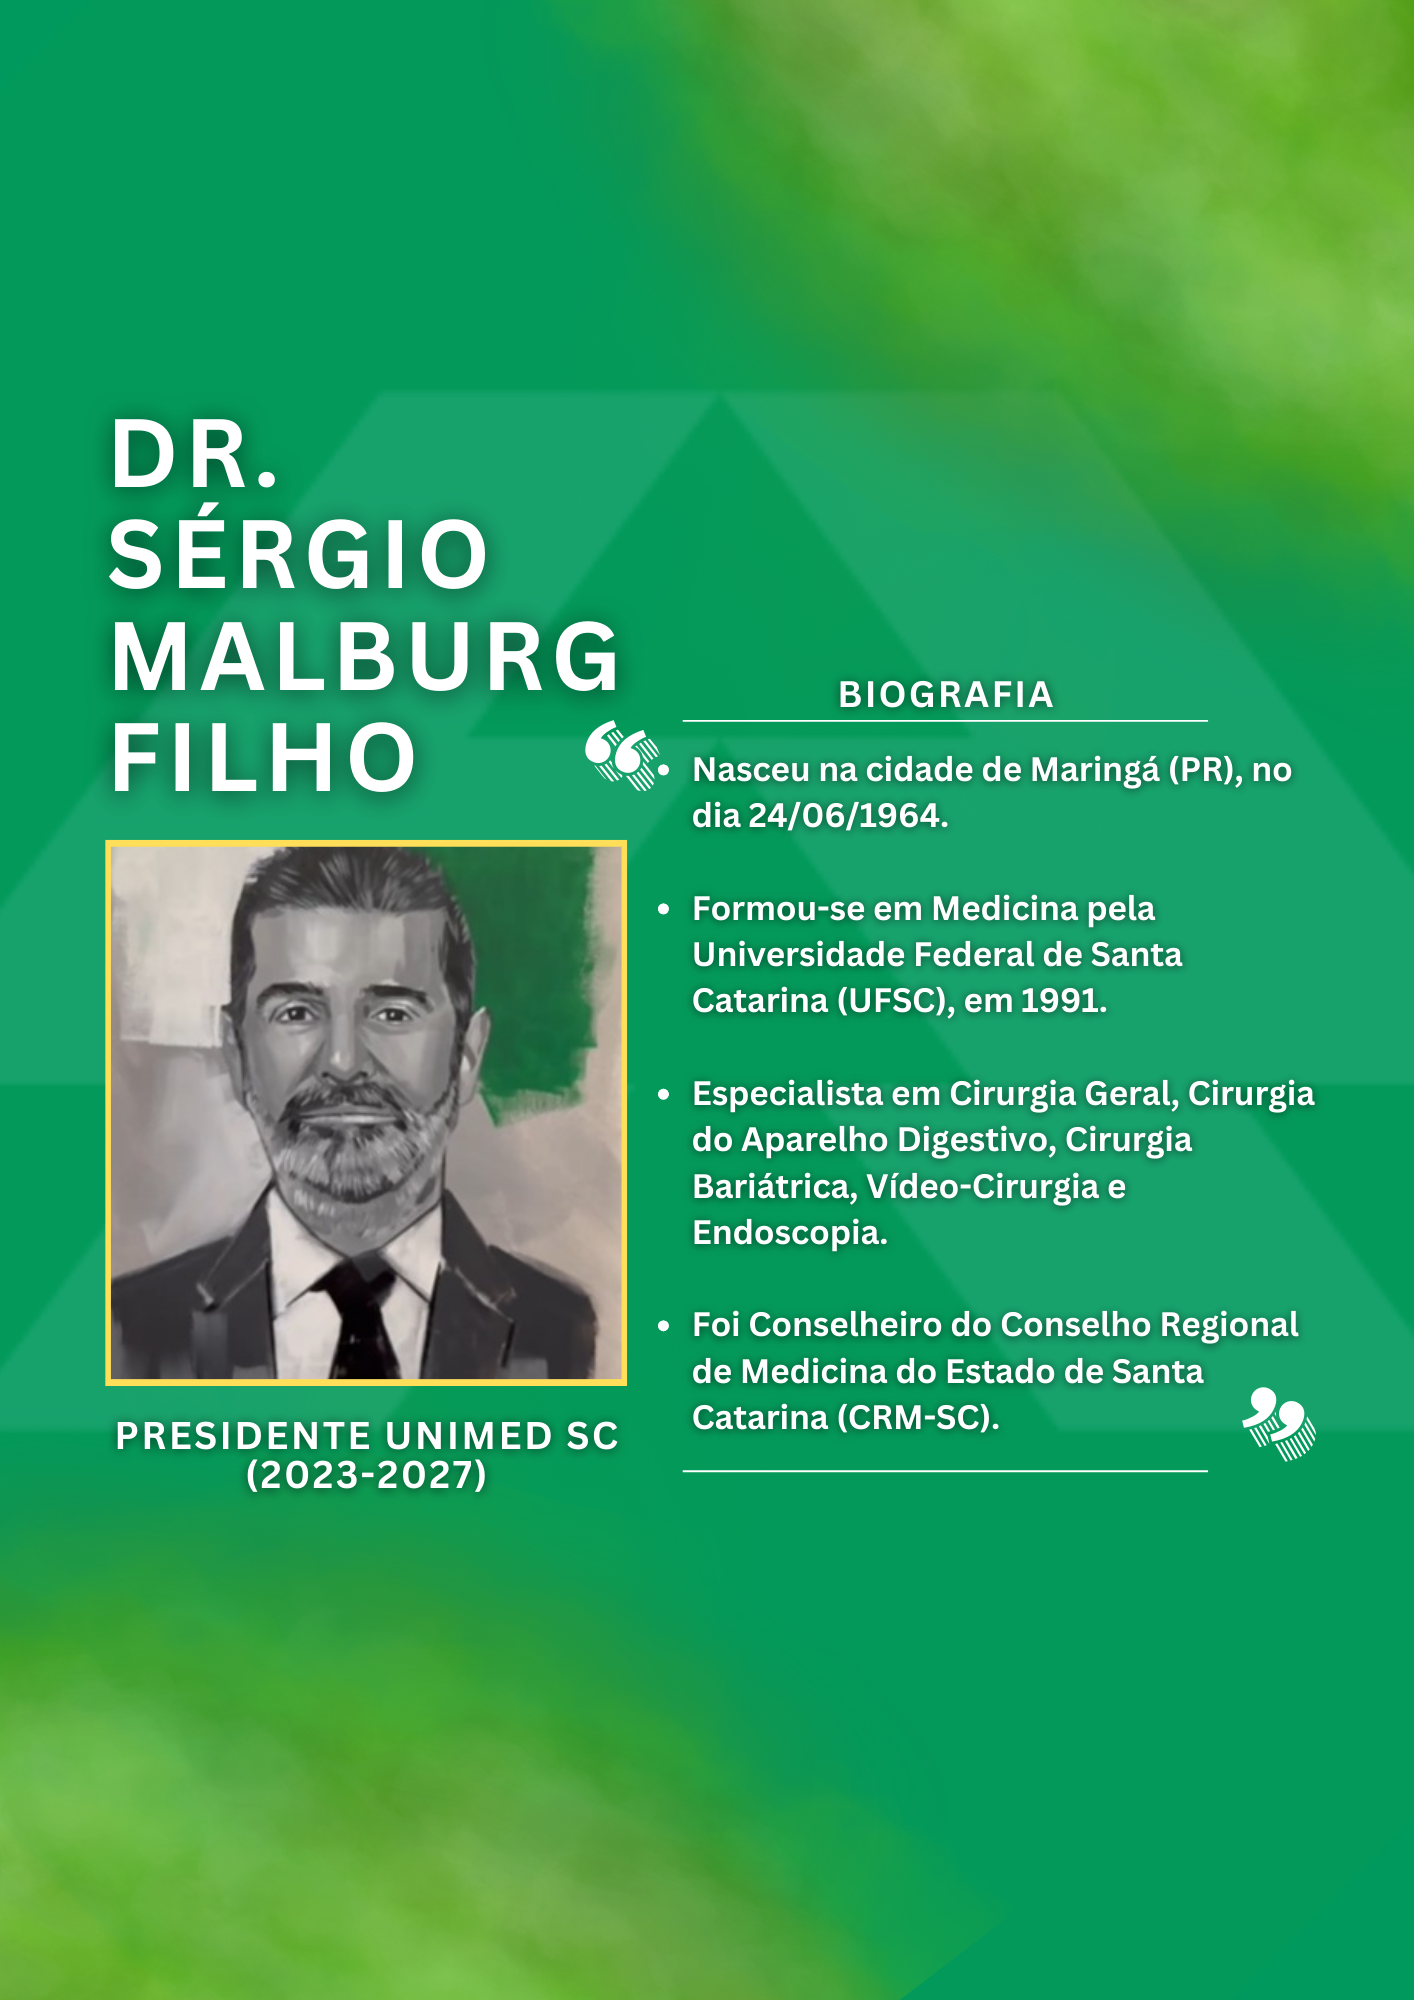 DR.
SÉRGIO
MALBURG
FILHO
PRESIDENTE UNIMED SC
(2023-2027)
BIOGRAFIA
• Nasceu na cidade de Maringá (PR), no
dia 24/06/1964.
• Formou-se em Medicina pela
Universidade Federal de Santa
Catarina (UFSC), em 1991.
• Especialista em Cirurgia Geral, Cirurgia
do Aparelho Digestivo, Cirurgia
Bariátrica, Vídeo-Cirurgia e
Endoscopia.
• Foi Conselheiro do Conselho Regional
de Medicina do Estado de Santa
Catarina (CRM-SC).